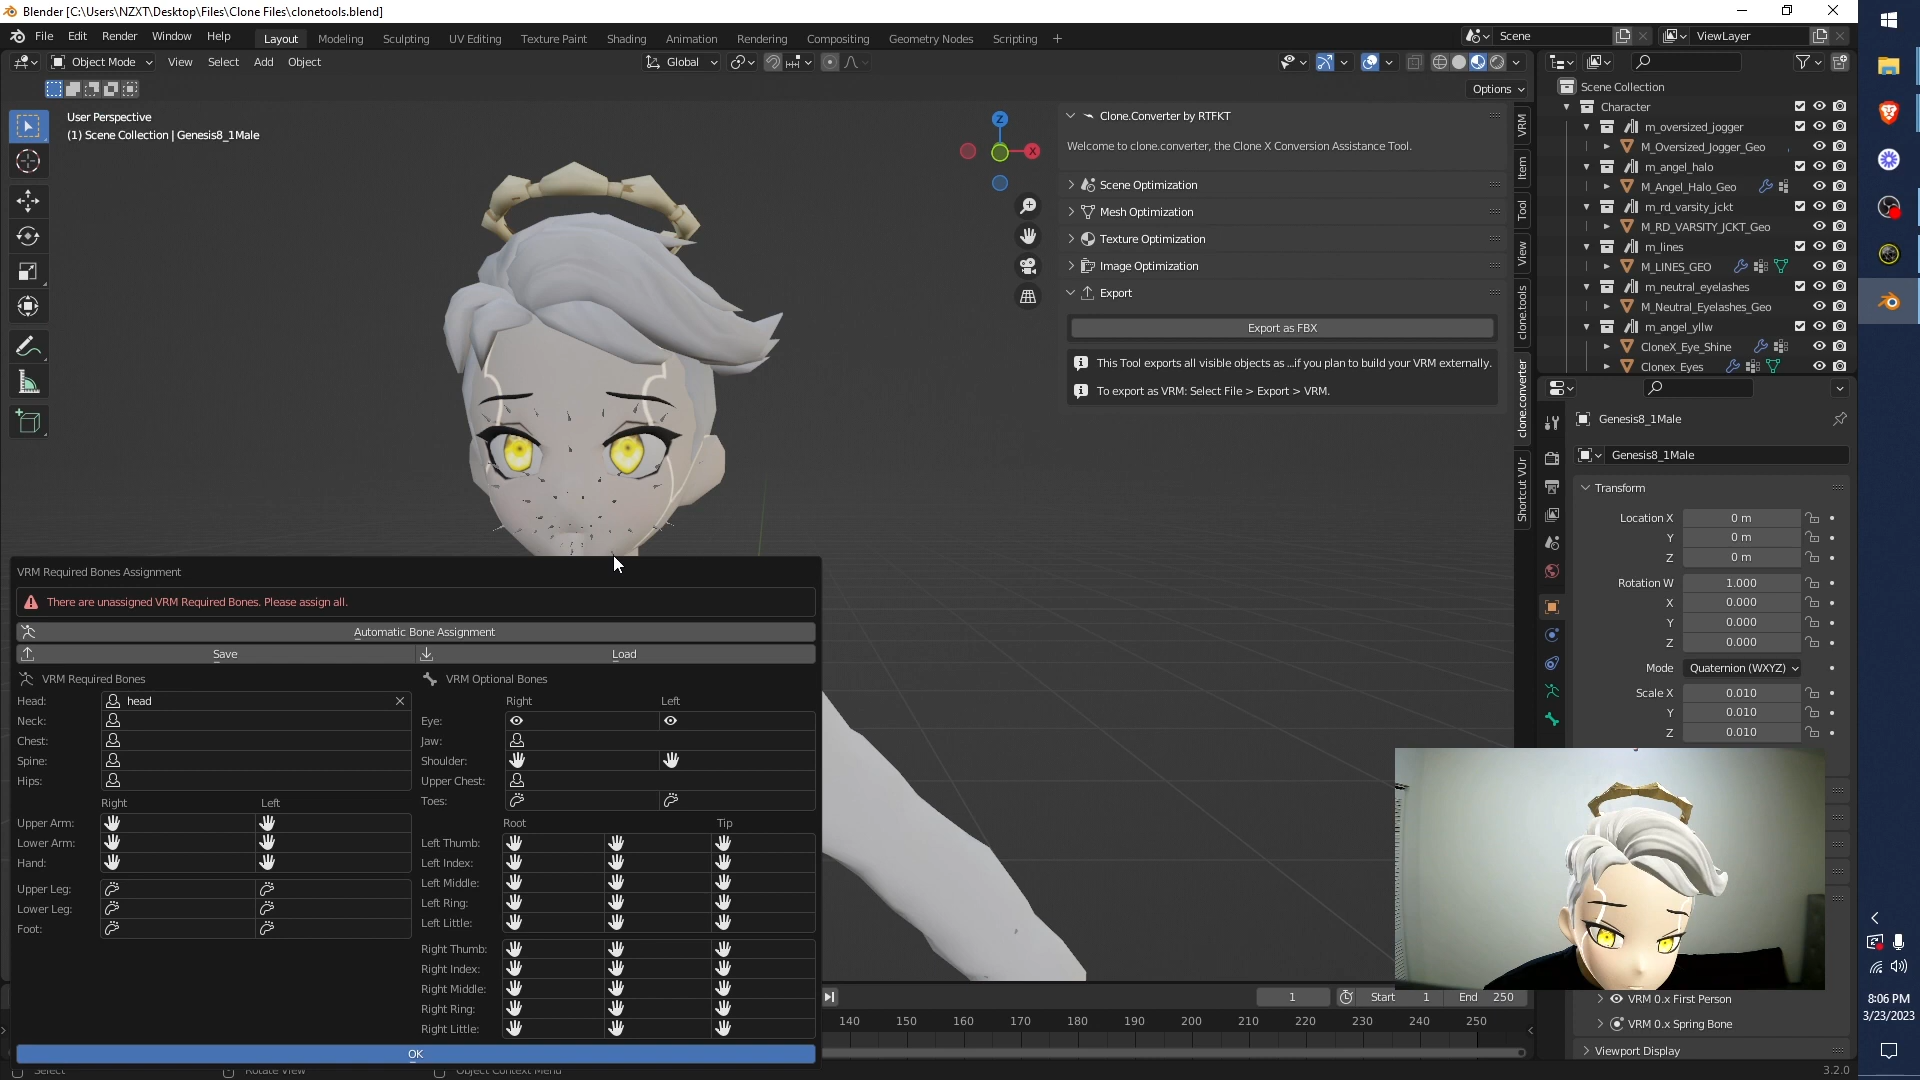 Blender [C:\Users\NZXT\Desktop\Files\Clone Files\clonetools.blend]
File Edit Render Window Help Layout Modeling Sculpting UV Editing Texture Paint Shading Animation Rendering Compositing Geometry Nodes Scripting + Scene ViewLayer
Object Mode View Select Add Object Global
Options
User Perspective
(1) Scene Collection | Genesis8_1Male
Z
X
Clone.Converter by RTFKT
Welcome to clone.converter, the Clone X Conversion Assistance Tool.
Scene Optimization
Mesh Optimization
Texture Optimization
Image Optimization
Export
Export as FBX
This Tool exports all visible objects as ...if you plan to build your VRM externally.
To export as VRM: Select File > Export > VRM.
VRM
Item
Tool
View
clone.tools
clone.converter
Shortcut VUr
Scene Collection
Character
m_oversized_jogger
M_Oversized_Jogger_Geo
m_angel_halo
M_Angel_Halo_Geo
m_rd_varsity_jckt
M_RD_VARSITY_JCKT_Geo
m_lines
M_LINES_GEO
m_neutral_eyelashes
M_Neutral_Eyelashes_Geo
m_angel_yllw
CloneX_Eye_Shine
Clonex_Eyes
Genesis8_1Male
Genesis8_1Male
Transform
Location X 0 m
Y 0 m
Z 0 m
Rotation W 1.000
X 0.000
Y 0.000
Z 0.000
Mode Quaternion (WXYZ)
Scale X 0.010
Y 0.010
Z 0.010
VRM 0.x First Person
VRM 0.x Spring Bone
Viewport Display
3.2.0
VRM Required Bones Assignment
There are unassigned VRM Required Bones. Please assign all.
Automatic Bone Assignment
Save Load
VRM Required Bones
Head: head
Neck:
Chest:
Spine:
Hips:
Right Left
Upper Arm:
Lower Arm:
Hand:
Upper Leg:
Lower Leg:
Foot:
VRM Optional Bones
Right Left
Eye:
Jaw:
Shoulder:
Upper Chest:
Toes:
Root Tip
Left Thumb:
Left Index:
Left Middle:
Left Ring:
Left Little:
Right Thumb:
Right Index:
Right Middle:
Right Ring:
Right Little:
OK
1 Start 1 End 250
140 150 160 170 180 190 200 210 220 230 240 250
Select Rotate View Object Context Menu
8:06 PM
3/23/2023